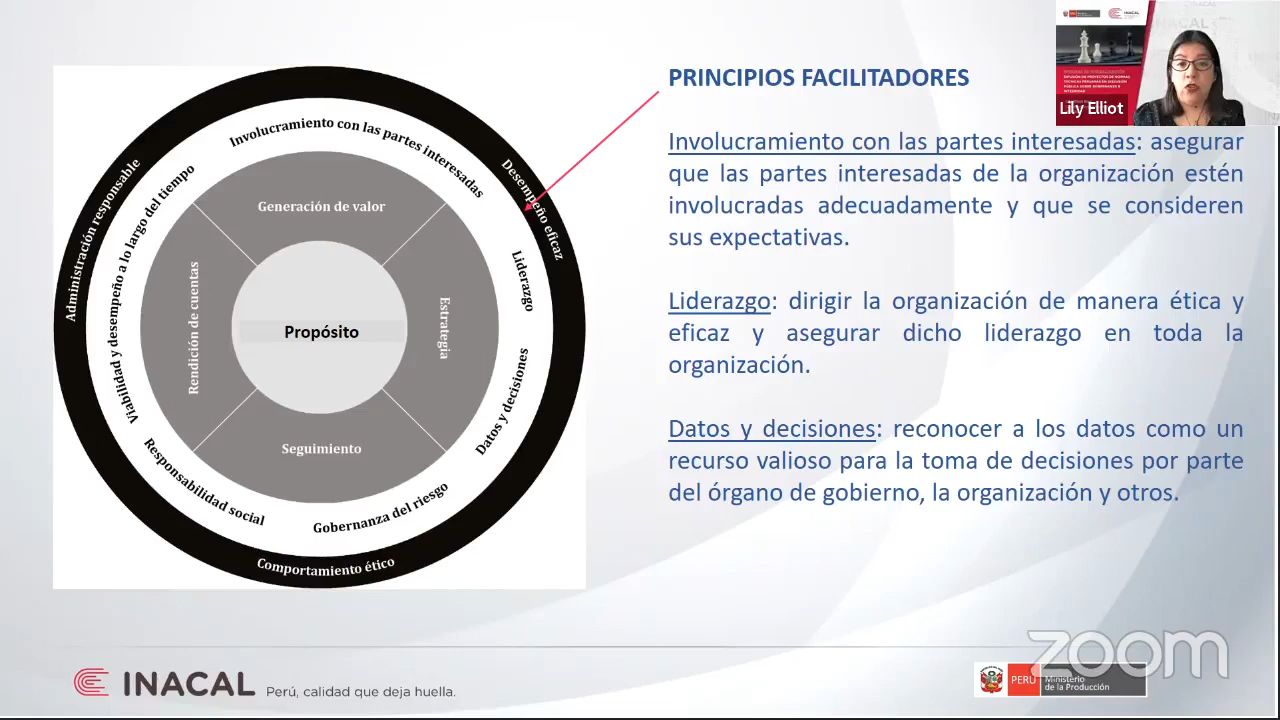 Administración responsable
Desempeño eficaz
Comportamiento ético
Involucramiento con las partes interesadas
Liderazgo
Datos y decisiones
Gobernanza del riesgo
Responsabilidad social
Viabilidad y desempeño a lo largo del tiempo
Generación de valor
Estrategia
Seguimiento
Rendición de cuentas
Propósito
PRINCIPIOS FACILITADORES
Involucramiento con las partes interesadas: asegurar
que las partes interesadas de la organización estén
involucradas adecuadamente y que se consideren
sus expectativas.
Liderazgo: dirigir la organización de manera ética y
eficaz y asegurar dicho liderazgo en toda la
organización.
Datos y decisiones: reconocer a los datos como un
recurso valioso para la toma de decisiones por parte
del órgano de gobierno, la organización y otros.
INACAL
Lily Elliot
INACAL Perú, calidad que deja huella.
PERÚ
Ministerio
de la Producción
zoom